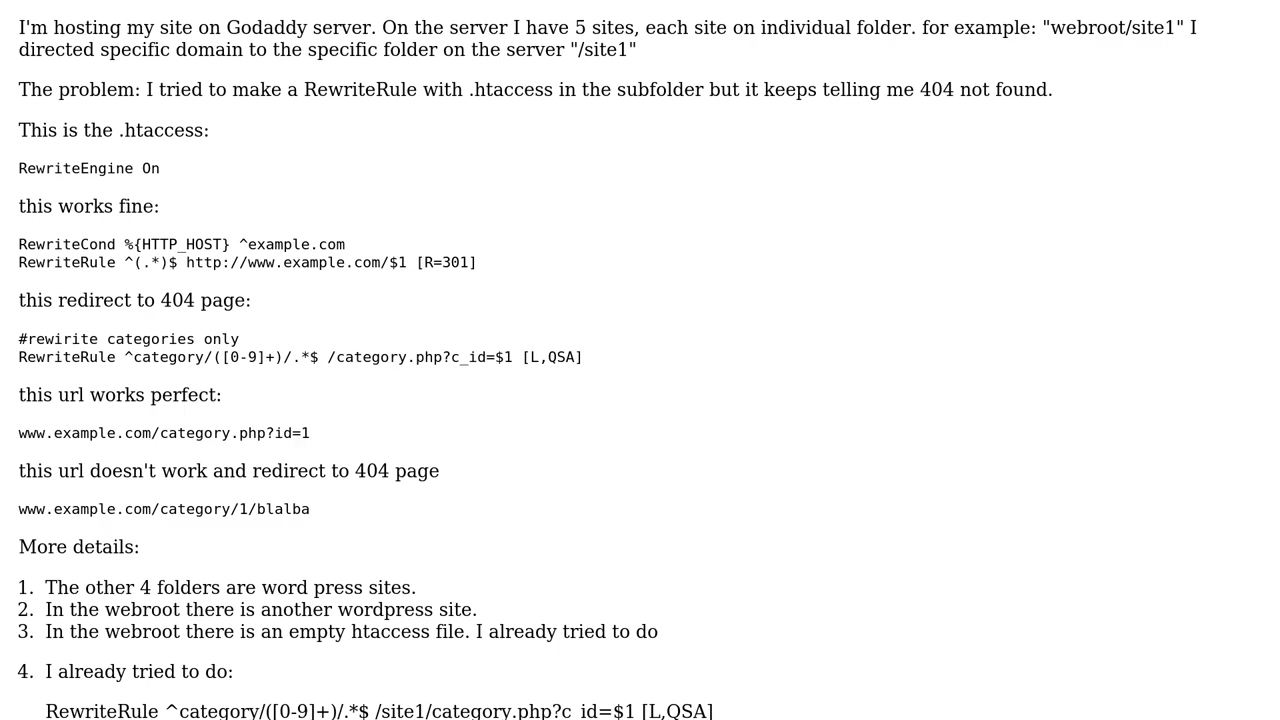 I'm hosting my site on Godaddy server. On the server I have 5 sites, each site on individual folder. for example: "webroot/site1" I
directed specific domain to the specific folder on the server "/site1"
The problem: I tried to make a RewriteRule with .htaccess in the subfolder but it keeps telling me 404 not found.
This is the .htaccess:
RewriteEngine On
this works fine:
RewriteCond %{HTTP_HOST} ^example.com
RewriteRule ^(.*)$ http://www.example.com/$1 [R=301]
this redirect to 404 page:
#rewirite categories only
RewriteRule ^category/([0-9]+)/.*$ /category.php?c_id=$1 [L,QSA]
this url works perfect:
www.example.com/category.php?id=1
this url doesn't work and redirect to 404 page
www.example.com/category/1/blalba
More details:
1. The other 4 folders are word press sites.
2. In the webroot there is another wordpress site.
3. In the webroot there is an empty htaccess file. I already tried to do
4. I already tried to do:
RewriteRule ^category/([0-9]+)/.*$ /site1/category.php?c_id=$1 [L,QSA]